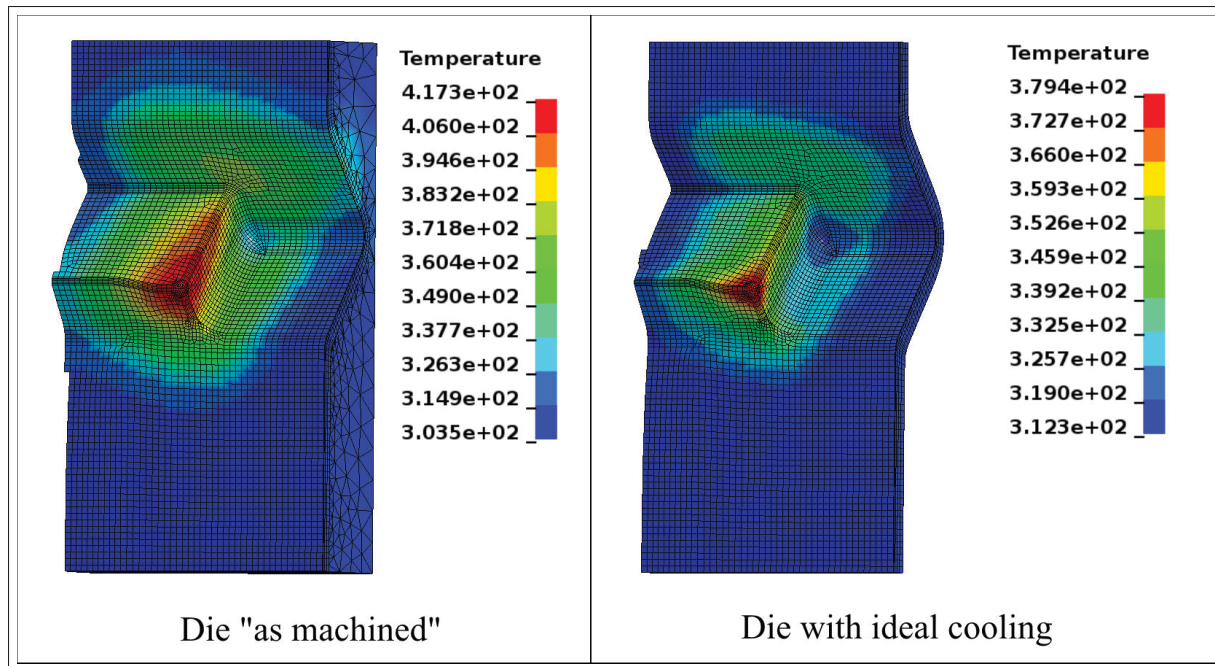 Temperature
4.173e+02
4.060e+02
3.946e+02
3.832e+02
3.718e+02
3.604e+02
3.490e+02
3.377e+02
3.263e+02
3.149e+02
3.035e+02
Die "as machined"
Temperature
3.794e+02
3.727e+02
3.660e+02
3.593e+02
3.526e+02
3.459e+02
3.392e+02
3.325e+02
3.257e+02
3.190e+02
3.123e+02
Die with ideal cooling